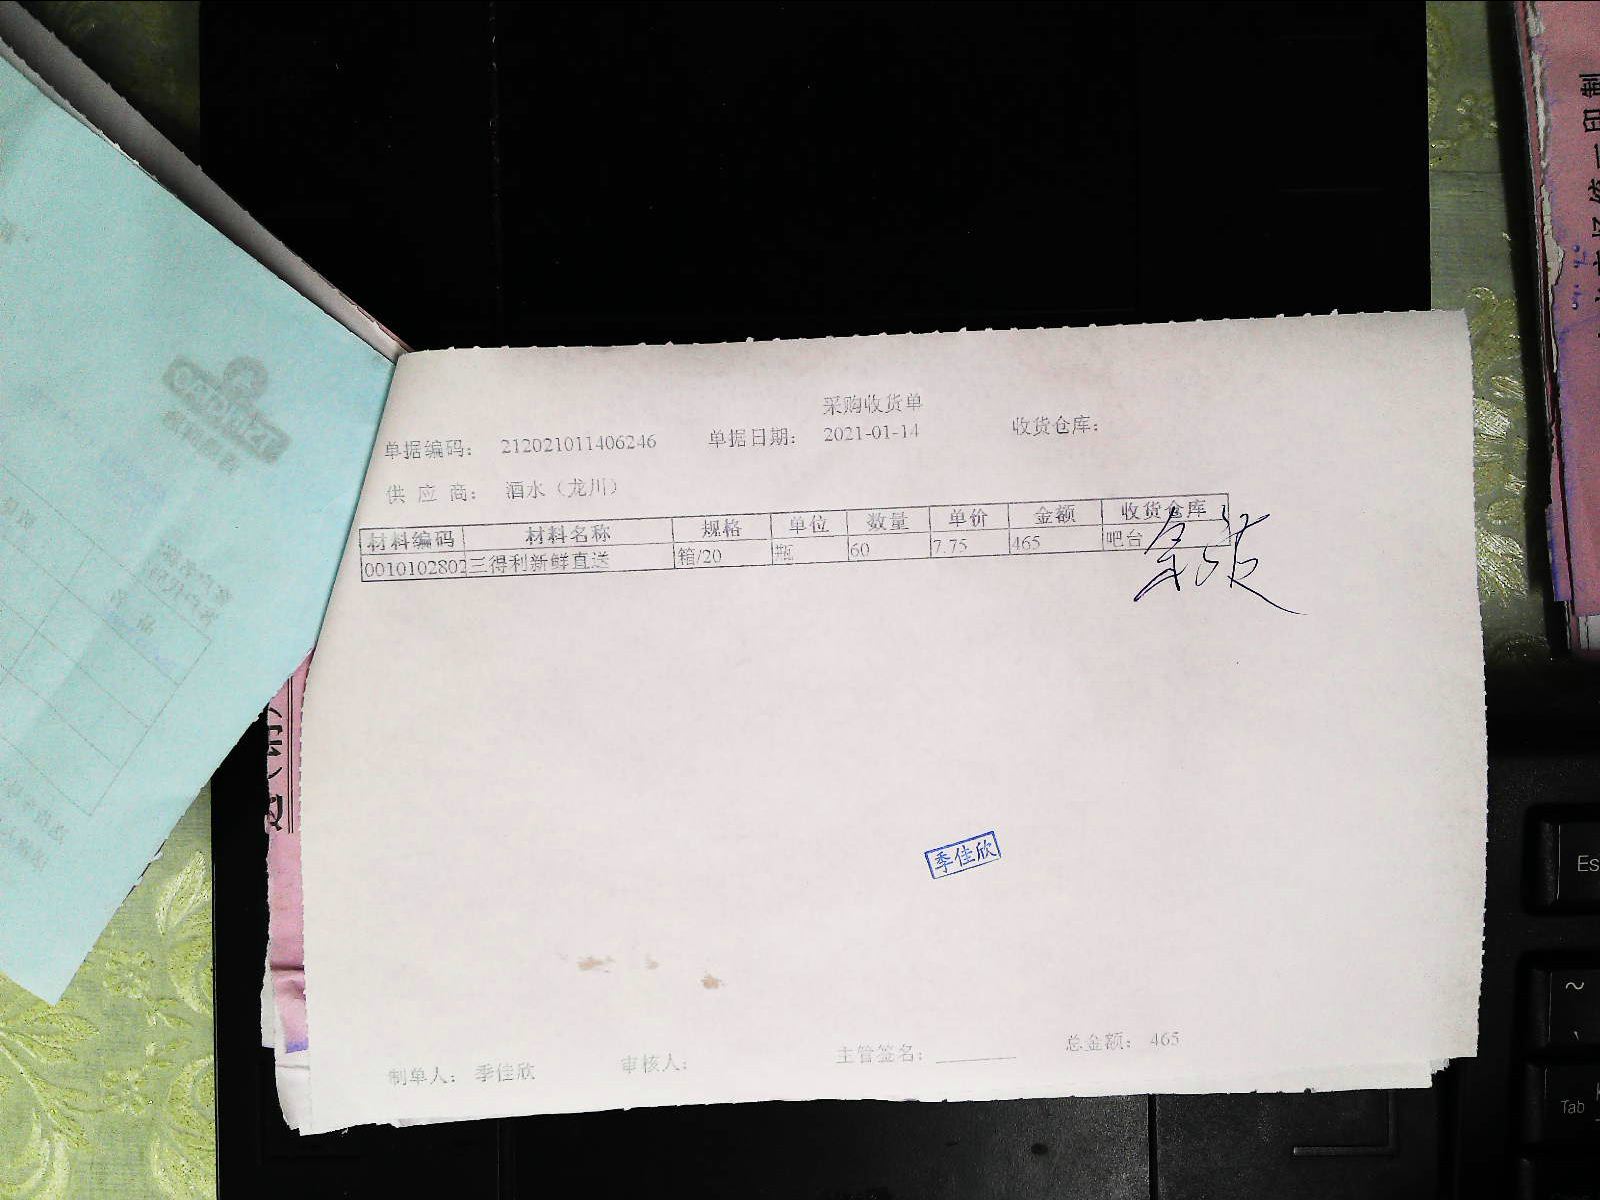 采购收货单
单据编码： 212021011406246 单据日期： 2021-01-14 收货仓库：
供 应 商： 酒水（龙川）
材料编码 材料名称 规格 单位 数量 单价 金额 收货仓库
0010102802 三得利新鲜直送 箱/20 瓶 60 7.75 465 吧台
季佳欣
制单人： 季佳欣 审核人： 主管签名： 总金额： 465
Es
~
Tab